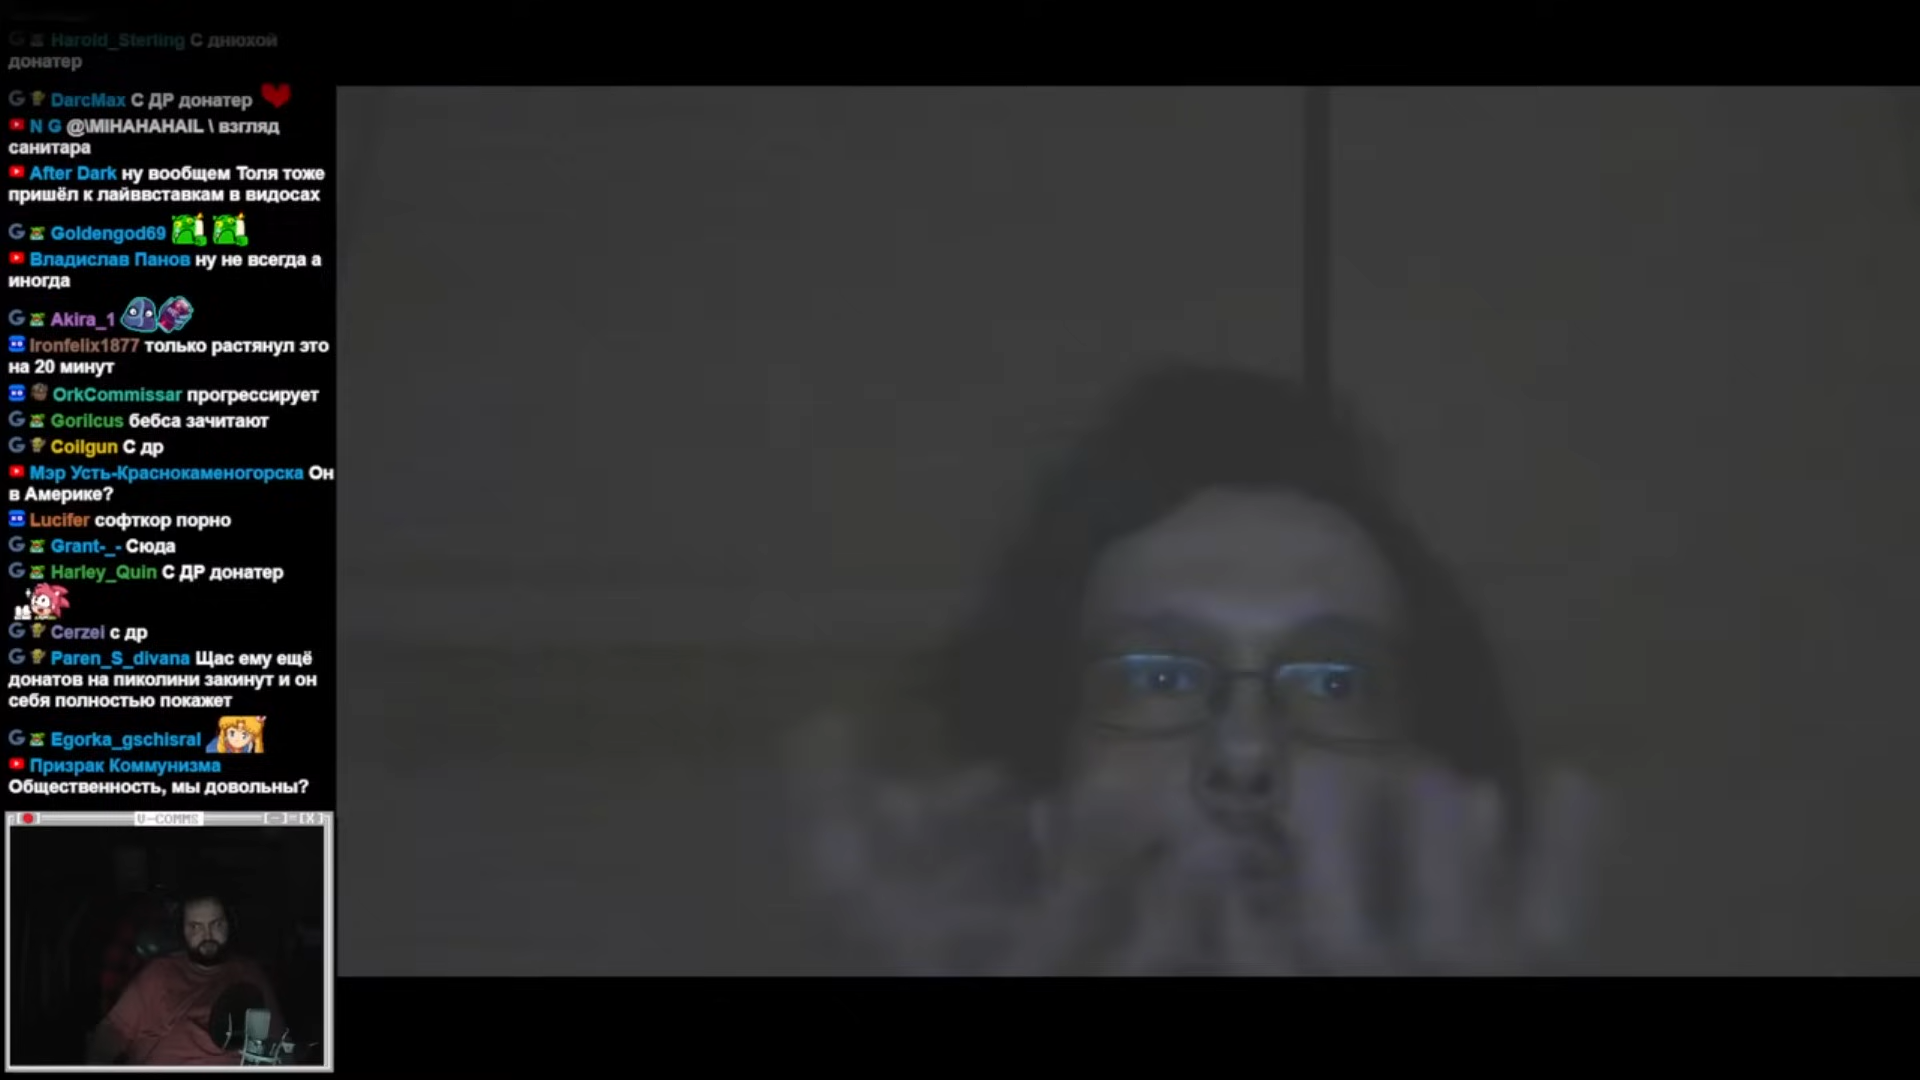 Harold_Sterling С днюхой
донатер
DarcMax С ДР донатер
N G @\MIHAHAHAIL \ взгляд
санитара
After Dark ну вообщем Толя тоже
пришёл к лайввставкам в видосах
Goldengod69
Владислав Панов ну не всегда а
иногда
Akira_1
Ironfelix1877 только растянул это
на 20 минут
OrkCommissar прогрессирует
Gorilcus бебса зачитают
Coilgun С др
Мэр Усть-Краснокаменогорска Он
в Америке?
Lucifer софткор порно
Grant-_- Сюда
Harley_Quin С ДР донатер
Cerzei с др
Paren_S_divana Щас ему ещё
донатов на пиколини закинут и он
себя полностью покажет
Egorka_gschisral
Призрак Коммунизма
Общественность, мы довольны?
V-COMMS [-]=[X]